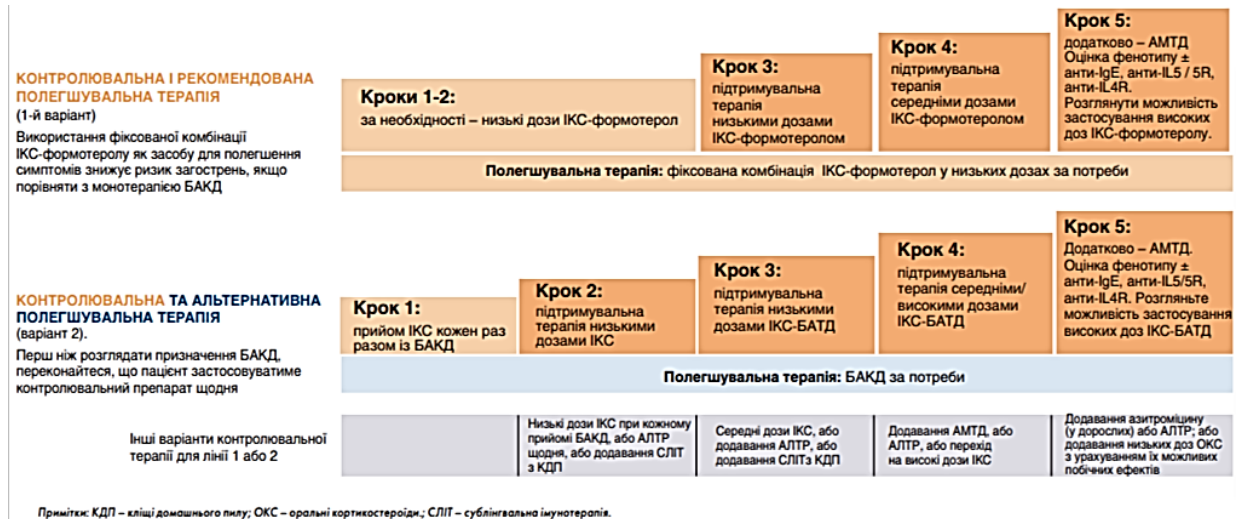 КОНТРОЛЮВАЛЬНА І РЕКОМЕНДОВАНА
ПОЛЕГШУВАЛЬНА ТЕРАПІЯ
(1-й варіант)
Використання фіксованої комбінації
ІКС-формотеролу як засобу для полегшення
симптомів знижує ризик загострень, якщо
порівняти з монотерапією БАКД
Кроки 1-2:
за необхідності – низькі дози ІКС-формотерол
Крок 3:
підтримувальна
терапія
низькими дозами
ІКС-формотеролом
Крок 4:
підтримувальна
терапія
середніми дозами
ІКС-формотеролом
Крок 5:
додатково – АМТД
Оцінка фенотипу ±
анти-IgE, анти-IL5 / 5R,
анти-IL4R.
Розглянути можливість
застосування високих
доз ІКС-формотеролу.
Полегшувальна терапія: фіксована комбінація ІКС-формотерол у низьких дозах за потреби
КОНТРОЛЮВАЛЬНА ТА АЛЬТЕРНАТИВНА
ПОЛЕГШУВАЛЬНА ТЕРАПІЯ
(варіант 2).
Перш ніж розглядати призначення БАКД,
переконайтеся, що пацієнт застосовуватиме
контролювальний препарат щодня
Крок 1:
прийом ІКС кожен раз
разом із БАКД
Крок 2:
підтримувальна
терапія низькими
дозами ІКС
Крок 3:
підтримувальна
терапія низькими
дозами ІКС-БАТД
Крок 4:
підтримувальна
терапія середніми/
високими дозами
ІКС-БАТД
Крок 5:
Додатково – АМТД.
Оцінка фенотипу ±
анти-IgE, анти-IL5/5R,
анти-IL4R. Розгляньте
можливість застосування
високих доз ІКС-БАТД
Полегшувальна терапія: БАКД за потреби
Інші варіанти контролювальної
терапії для лінії 1 або 2
Низькі дози ІКС при кожному
прийомі БАКД, або АЛТР
щодня, або додавання СЛІТ
з КДП
Середні дози ІКС, або
додавання АЛТР, або
додавання СЛІТз КДП
Додавання АМТД, або
АЛТР, або перехід
на високі дози ІКС
Додавання азитроміцину
(у дорослих) або АЛТР; або
додавання низьких доз ОКС
з урахуванням їх можливих
побічних ефектів
Примітки: КДП – кліщі домашнього пилу; ОКС – оральні кортикостероїди.; СЛІТ – сублінгвальна імунотерапія.